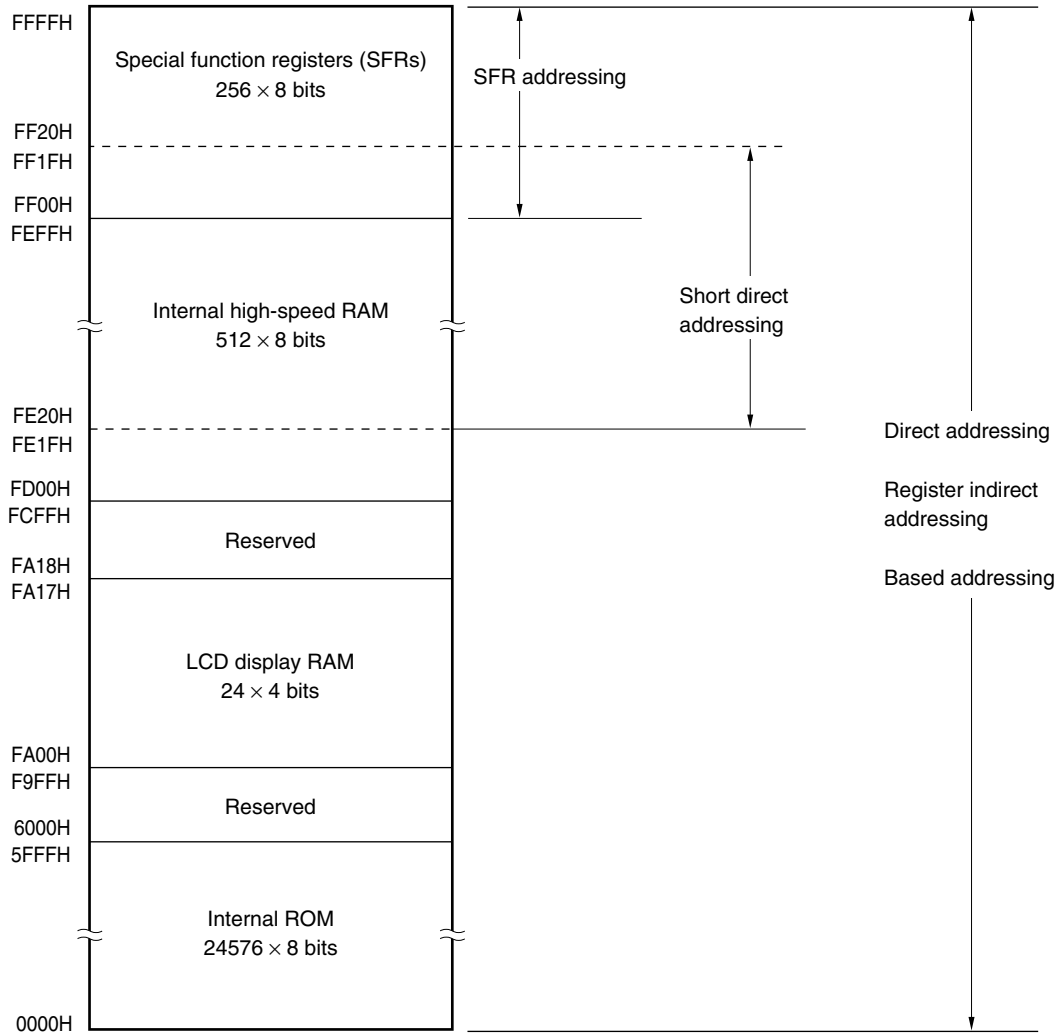 FFFFH
Special function registers (SFRs)
256 × 8 bits
SFR addressing
FF20H
FF1FH
FF00H
FEFFH
Internal high-speed RAM
512 × 8 bits
Short direct
addressing
FE20H
FE1FH
Direct addressing
Register indirect
addressing
Based addressing
FD00H
FCFFH
Reserved
FA18H
FA17H
LCD display RAM
24 × 4 bits
FA00H
F9FFH
Reserved
6000H
5FFFH
Internal ROM
24576 × 8 bits
0000H